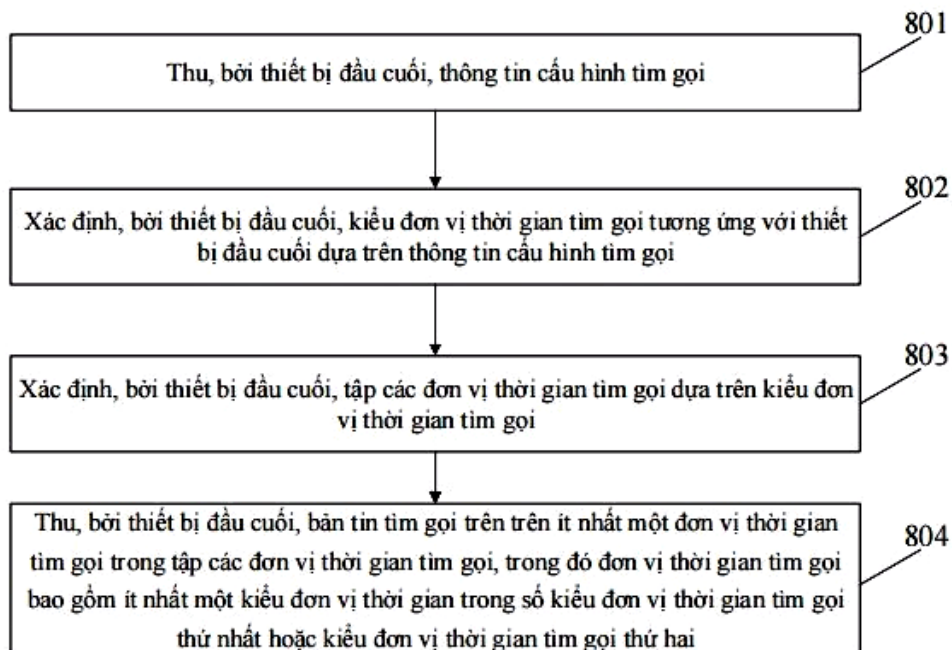 801
Thu, bởi thiết bị đầu cuối, thông tin cấu hình tìm gọi
802
Xác định, bởi thiết bị đầu cuối, kiểu đơn vị thời gian tìm gọi tương ứng với thiết
bị đầu cuối dựa trên thông tin cấu hình tìm gọi
803
Xác định, bởi thiết bị đầu cuối, tập các đơn vị thời gian tìm gọi dựa trên kiểu đơn
vị thời gian tìm gọi
804
Thu, bởi thiết bị đầu cuối, bản tin tìm gọi trên trên ít nhất một đơn vị thời gian
tìm gọi trong tập các đơn vị thời gian tìm gọi, trong đó đơn vị thời gian tìm gọi
bao gồm ít nhất một kiểu đơn vị thời gian trong số kiểu đơn vị thời gian tìm gọi
thứ nhất hoặc kiểu đơn vị thời gian tìm gọi thứ hai